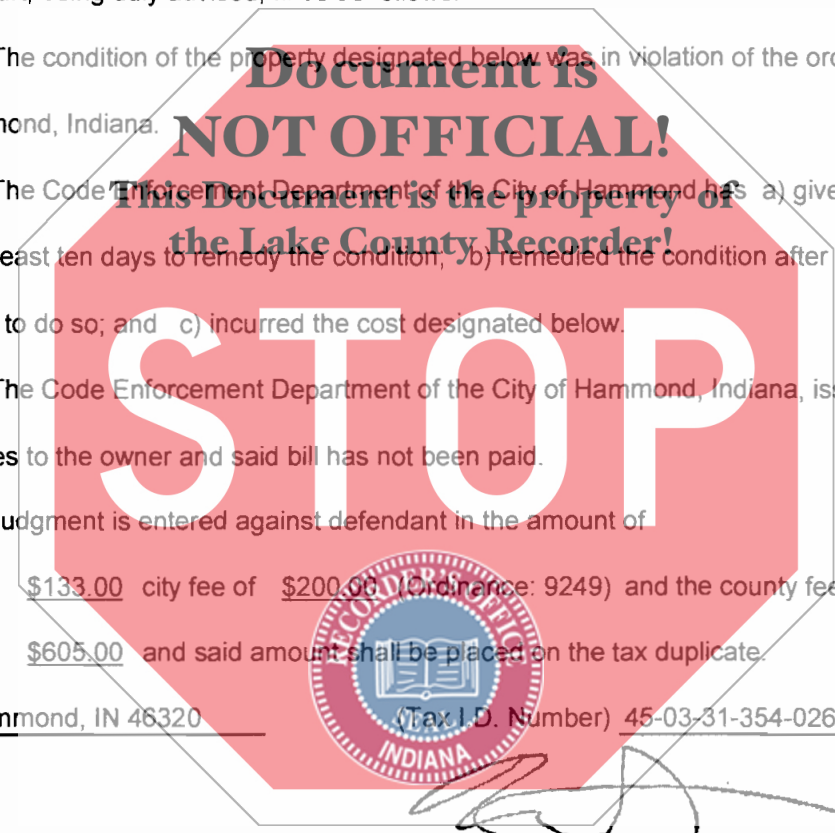 The condition of the property designated below was in violation of the
Document is
mond, Indiana.
NOT OFFICIAL!
The Code Enforcement Department of the City of Hammond has a)
This Document is the property of
east ten days to remedy the condition; b) remedied the condition after
the Lake County Recorder!
to do so; and c) incurred the cost designated below.
STOP
The Code Enforcement Department of the City of Hammond, Indiana,
es to the owner and said bill has not been paid.
udgment is entered against defendant in the amount of
$133.00 city fee of $200.00 (Ordinance: 9249) and the county fee
RECORDER'S OFFICE
$605.00 and said amount shall be placed on the tax duplicate.
SEAL
mmond, IN 46320 (Tax I.D. Number) 45-03-31-354-026
INDIANA